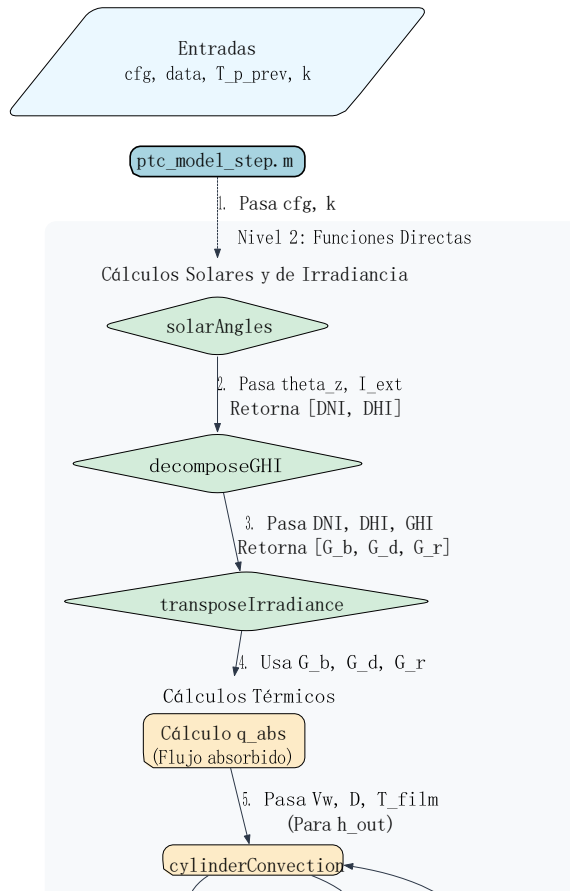 Entradas
cfg, data, T_p_prev, k
ptc_model_step.m
1. Pasa cfg, k
Nivel 2: Funciones Directas
Cálculos Solares y de Irradiancia
solarAngles
2. Pasa theta_z, I_ext
Retorna [DNI, DHI]
decomposeGHI
3. Pasa DNI, DHI, GHI
Retorna [G_b, G_d, G_r]
transposeIrradiance
4. Usa G_b, G_d, G_r
Cálculos Térmicos
Cálculo q_abs
(Flujo absorbido)
5. Pasa Vw, D, T_film
(Para h_out)
cylinderConvection